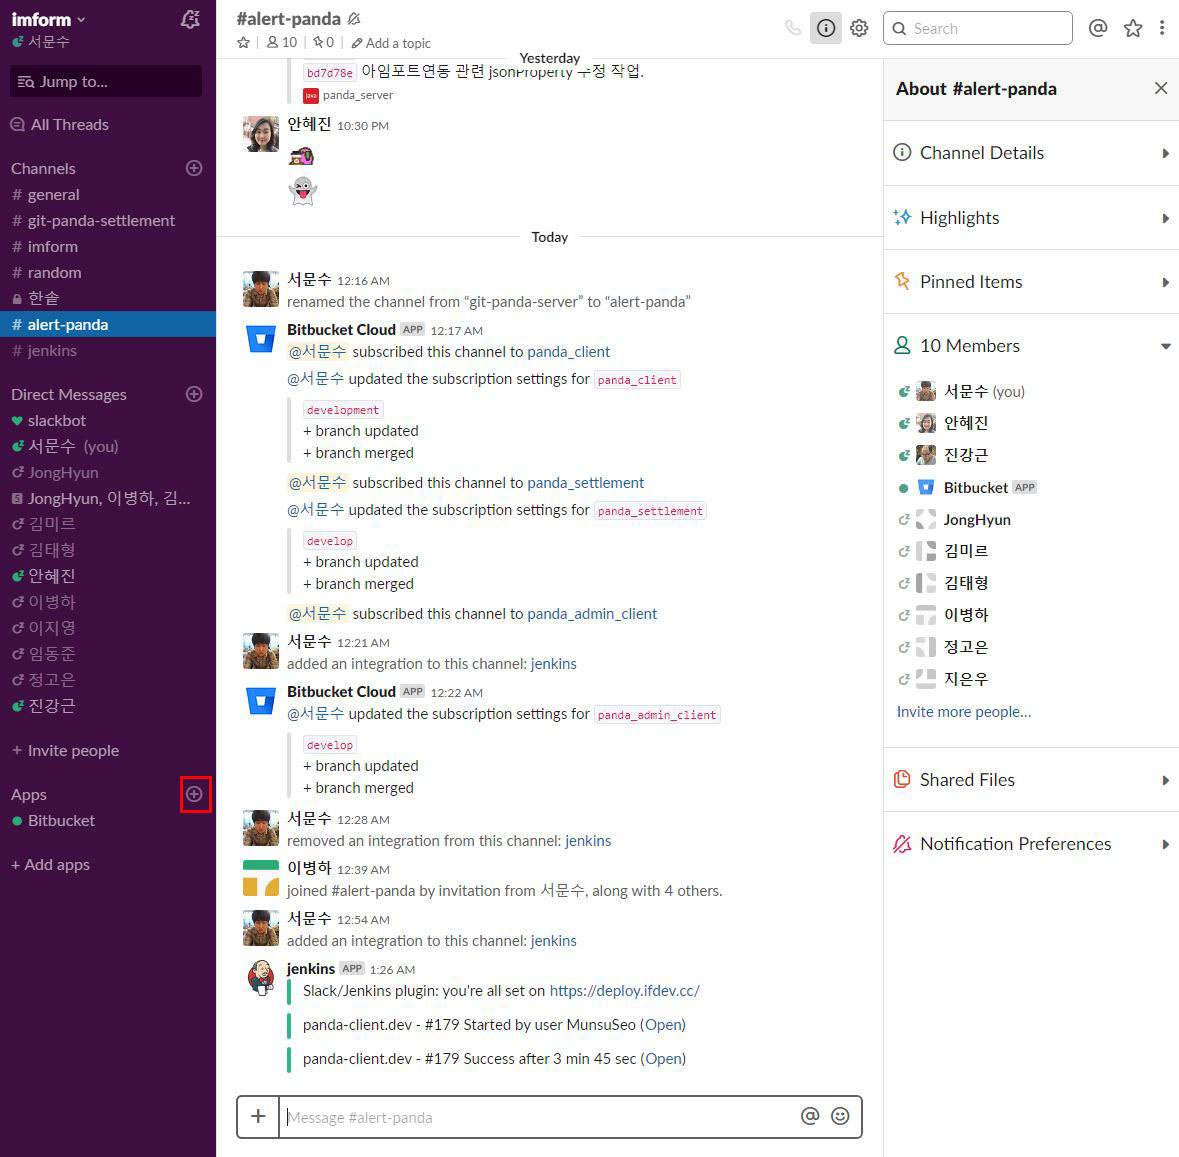 imform
서문수
Jump to...
All Threads
Channels
# general
# git-panda-settlement
# imform
# random
한솥
# alert-panda
# jenkins
Direct Messages
slackbot
서문수 (you)
JongHyun
5 JongHyun, 이병하, 김...
김미르
김태형
안혜진
이병하
이지영
임동준
정고은
진강근
+ Invite people
Apps
Bitbucket
+ Add apps
#alert-panda
10
0
Add a topic
Search
Yesterday
bd7d78e 아임포트연동 관련 jsonProperty 수정 작업.
panda_server
안혜진 10:30 PM
Today
서문수 12:16 AM
renamed the channel from “git-panda-server” to “alert-panda”
Bitbucket Cloud APP 12:17 AM
@서문수 subscribed this channel to panda_client
@서문수 updated the subscription settings for panda_client
development
+ branch updated
+ branch merged
@서문수 subscribed this channel to panda_settlement
@서문수 updated the subscription settings for panda_settlement
develop
+ branch updated
+ branch merged
@서문수 subscribed this channel to panda_admin_client
서문수 12:21 AM
added an integration to this channel: jenkins
Bitbucket Cloud APP 12:22 AM
@서문수 updated the subscription settings for panda_admin_client
develop
+ branch updated
+ branch merged
서문수 12:28 AM
removed an integration from this channel: jenkins
이병하 12:39 AM
joined #alert-panda by invitation from 서문수, along with 4 others.
서문수 12:54 AM
added an integration to this channel: jenkins
jenkins APP 1:26 AM
Slack/Jenkins plugin: you're all set on https://deploy.ifdev.cc/
panda-client.dev - #179 Started by user MunsuSeo (Open)
panda-client.dev - #179 Success after 3 min 45 sec (Open)
Message #alert-panda
About #alert-panda
Channel Details
Highlights
Pinned Items
10 Members
서문수 (you)
안혜진
진강근
Bitbucket APP
JongHyun
김미르
김태형
이병하
정고은
지은우
Invite more people...
Shared Files
Notification Preferences